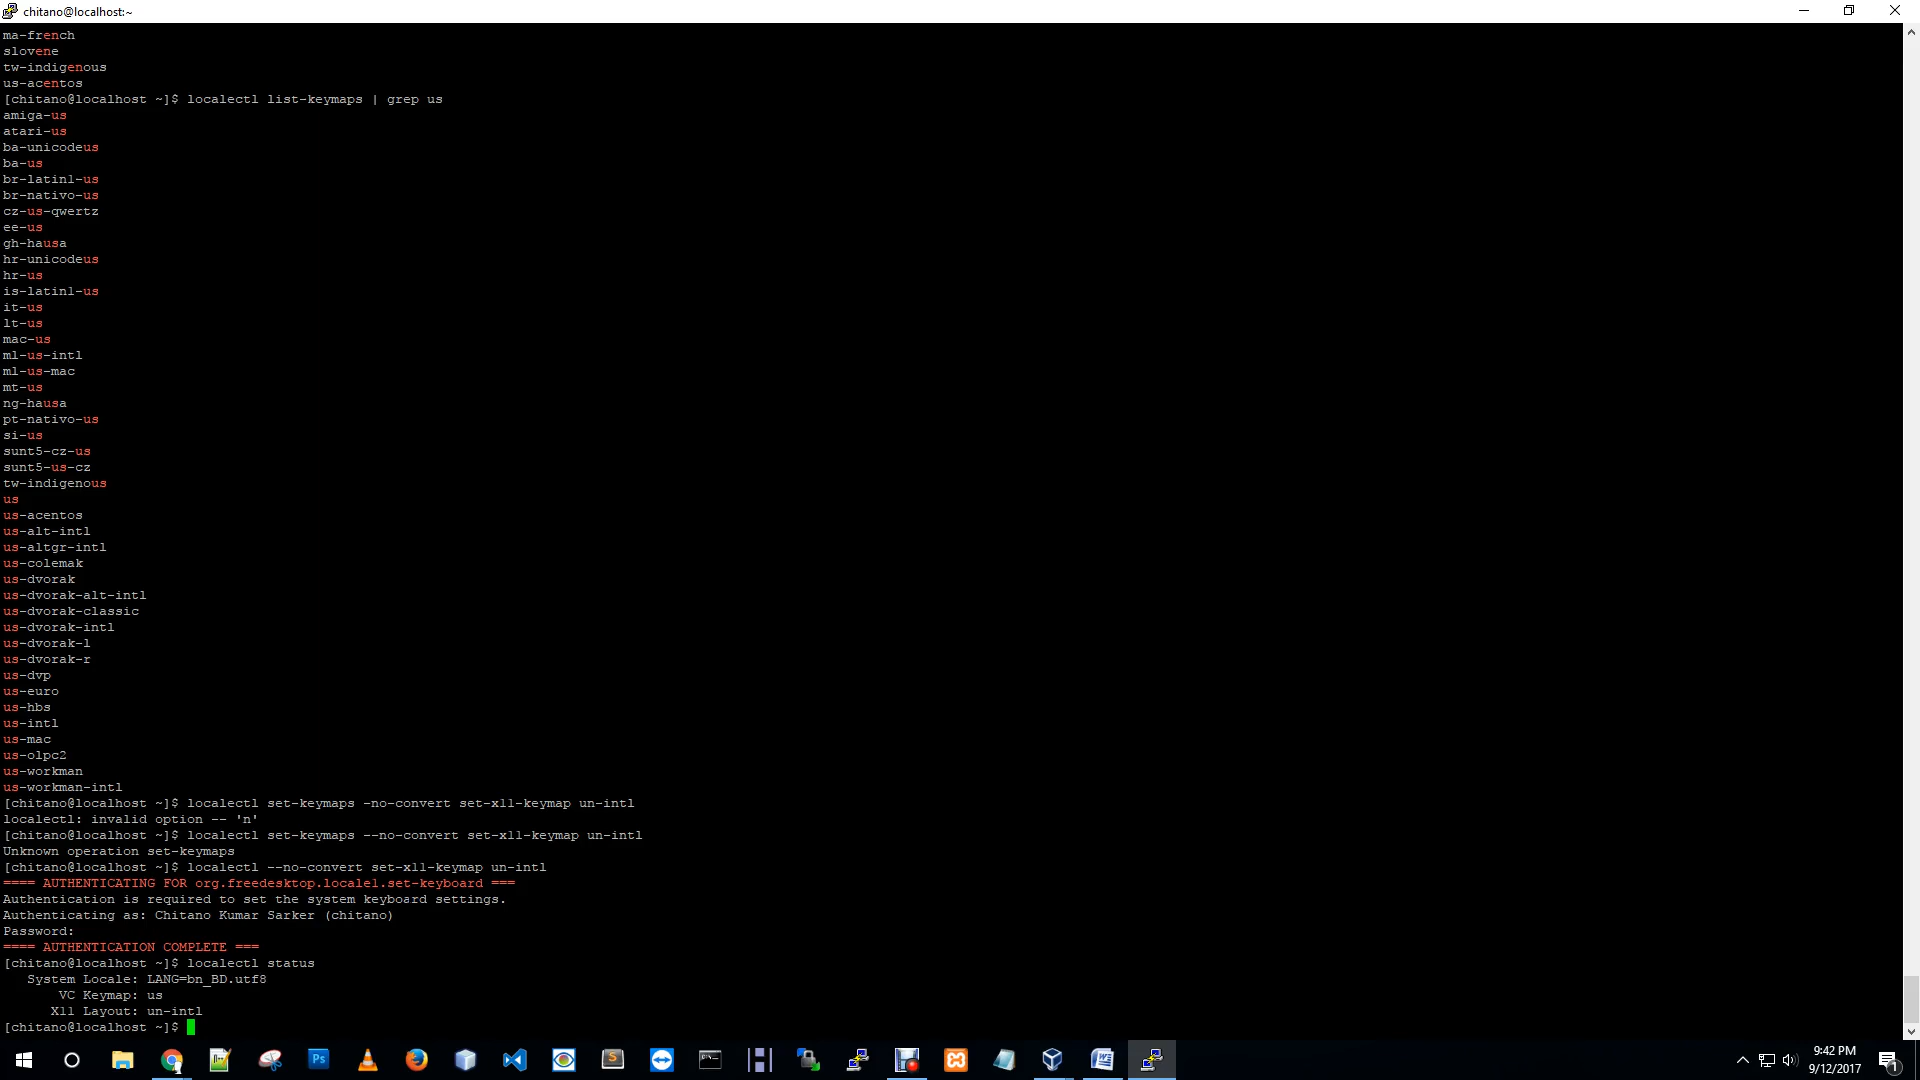 chitano@localhost:~
ma-french
slovene
tw-indigenous
us-acentos
[chitano@localhost ~]$ localectl list-keymaps | grep us
amiga-us
atari-us
ba-unicodeus
ba-us
br-latin1-us
br-nativo-us
cz-us-qwertz
ee-us
gh-hausa
hr-unicodeus
hr-us
is-latin1-us
it-us
lt-us
mac-us
ml-us-intl
ml-us-mac
mt-us
ng-hausa
pt-nativo-us
si-us
sunt5-cz-us
sunt5-us-cz
tw-indigenous
us
us-acentos
us-alt-intl
us-altgr-intl
us-colemak
us-dvorak
us-dvorak-alt-intl
us-dvorak-classic
us-dvorak-intl
us-dvorak-l
us-dvorak-r
us-dvp
us-euro
us-hbs
us-intl
us-mac
us-olpc2
us-workman
us-workman-intl
[chitano@localhost ~]$ localectl set-keymaps -no-convert set-x11-keymap un-intl
localectl: invalid option -- 'n'
[chitano@localhost ~]$ localectl set-keymaps --no-convert set-x11-keymap un-intl
Unknown operation set-keymaps
[chitano@localhost ~]$ localectl --no-convert set-x11-keymap un-intl
==== AUTHENTICATING FOR org.freedesktop.locale1.set-keyboard ===
Authentication is required to set the system keyboard settings.
Authenticating as: Chitano Kumar Sarker (chitano)
Password:
==== AUTHENTICATION COMPLETE ===
[chitano@localhost ~]$ localectl status
System Locale: LANG=bn_BD.utf8
VC Keymap: us
X11 Layout: un-intl
[chitano@localhost ~]$
Ps
9:42 PM
9/12/2017
1